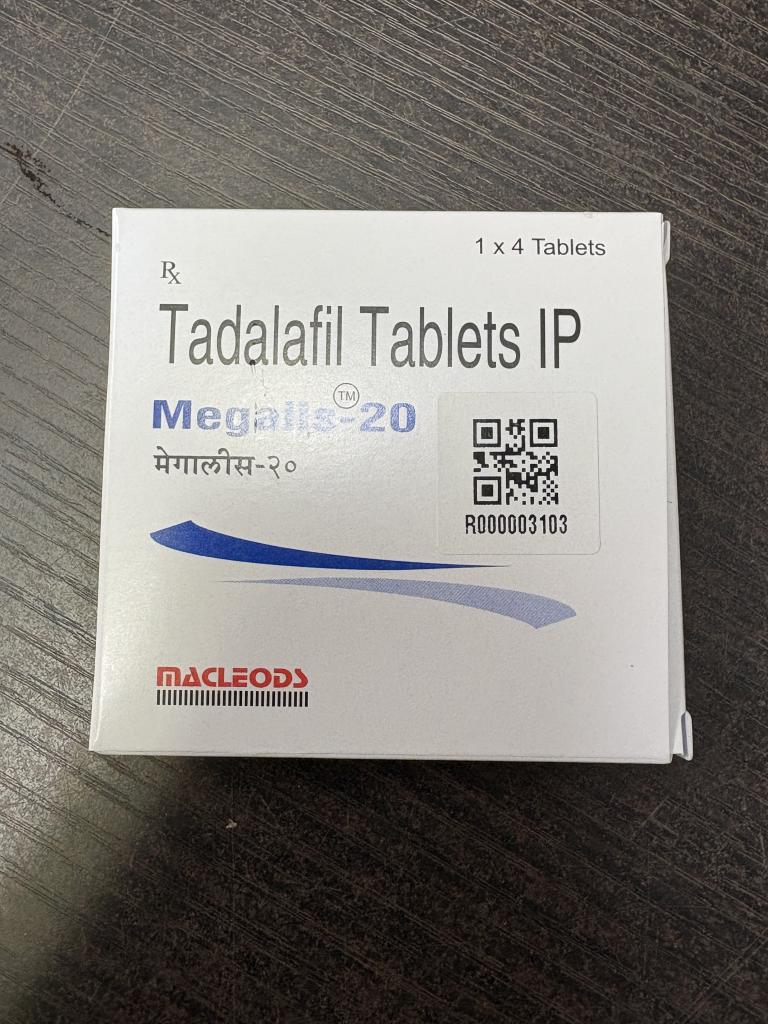 1 x 4 Tablets
Rx
Tadalafil Tablets IP
TM
Megalis-20
मेगालीस-२०
R000003103
MACLEODS